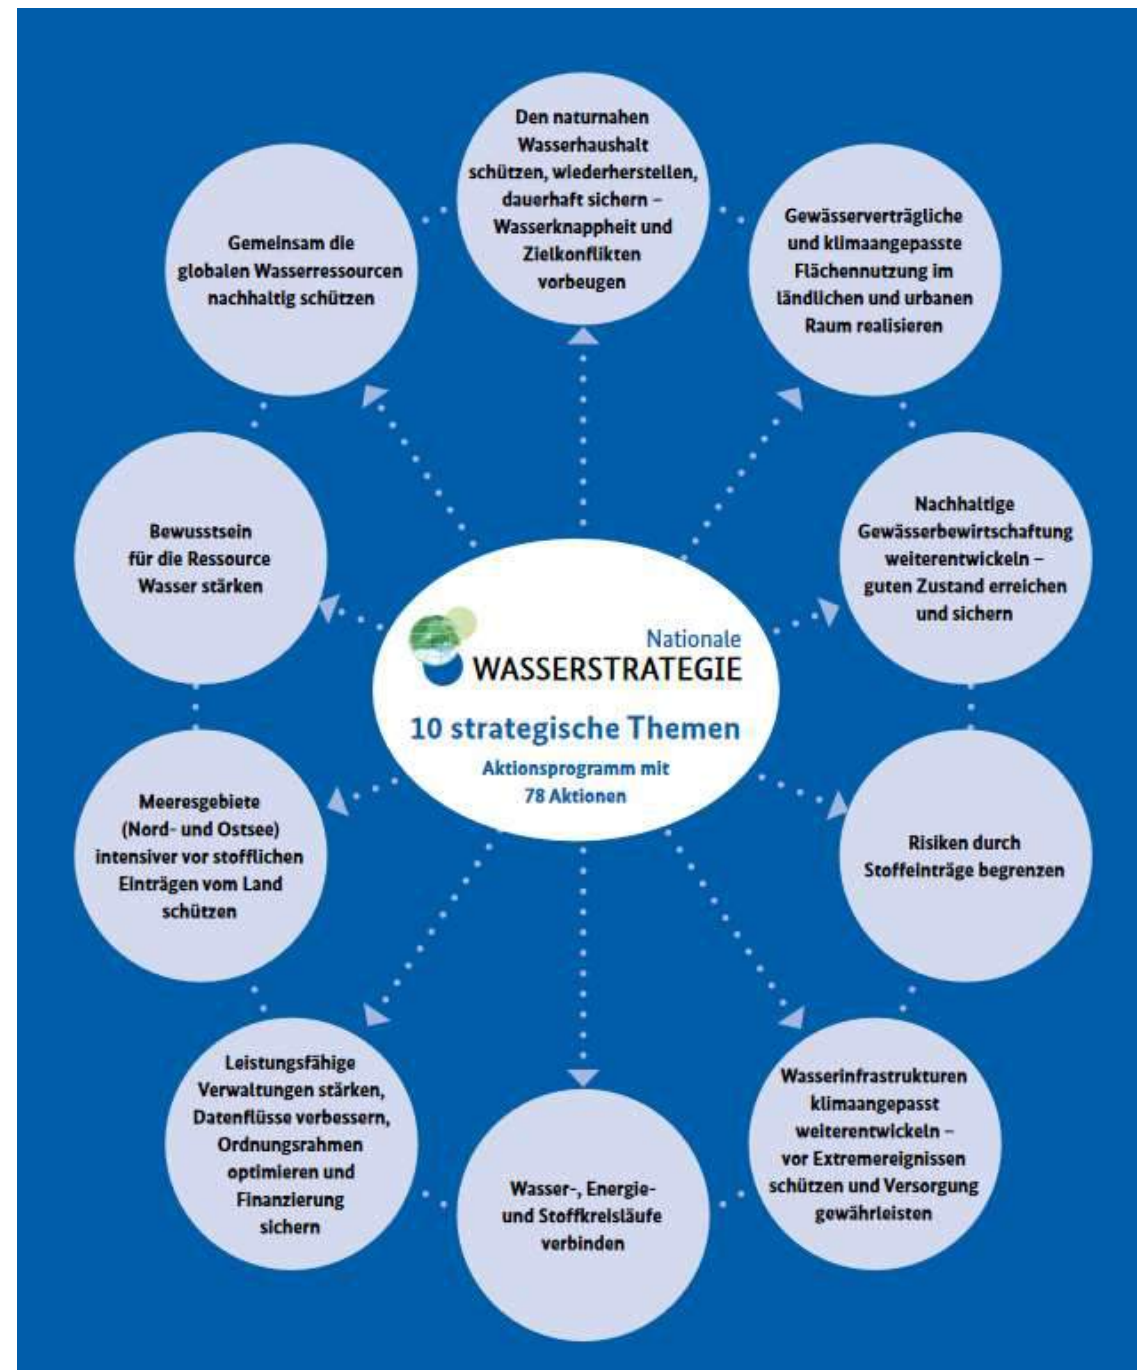 Den naturnahen
Wasserhaushalt
schützen, wiederherstellen,
dauerhaft sichern –
Wasserknappheit und
Zielkonflikten
vorbeugen
Gewässerverträgliche
und klimaangepasste
Flächennutzung im
ländlichen und urbanen
Raum realisieren
Nachhaltige
Gewässerbewirtschaftung
weiterentwickeln –
guten Zustand erreichen
und sichern
Risiken durch
Stoffeinträge begrenzen
Wasserinfrastrukturen
klimaangepasst
weiterentwickeln –
vor Extremereignissen
schützen und Versorgung
gewährleisten
Wasser-, Energie-
und Stoffkreisläufe
verbinden
Leistungsfähige
Verwaltungen stärken,
Datenflüsse verbessern,
Ordnungsrahmen
optimieren und
Finanzierung
sichern
Meeresgebiete
(Nord- und Ostsee)
intensiver vor stofflichen
Einträgen vom Land
schützen
Bewusstsein
für die Ressource
Wasser stärken
Gemeinsam die
globalen Wasserressourcen
nachhaltig schützen
Nationale
WASSERSTRATEGIE
10 strategische Themen
Aktionsprogramm mit
78 Aktionen